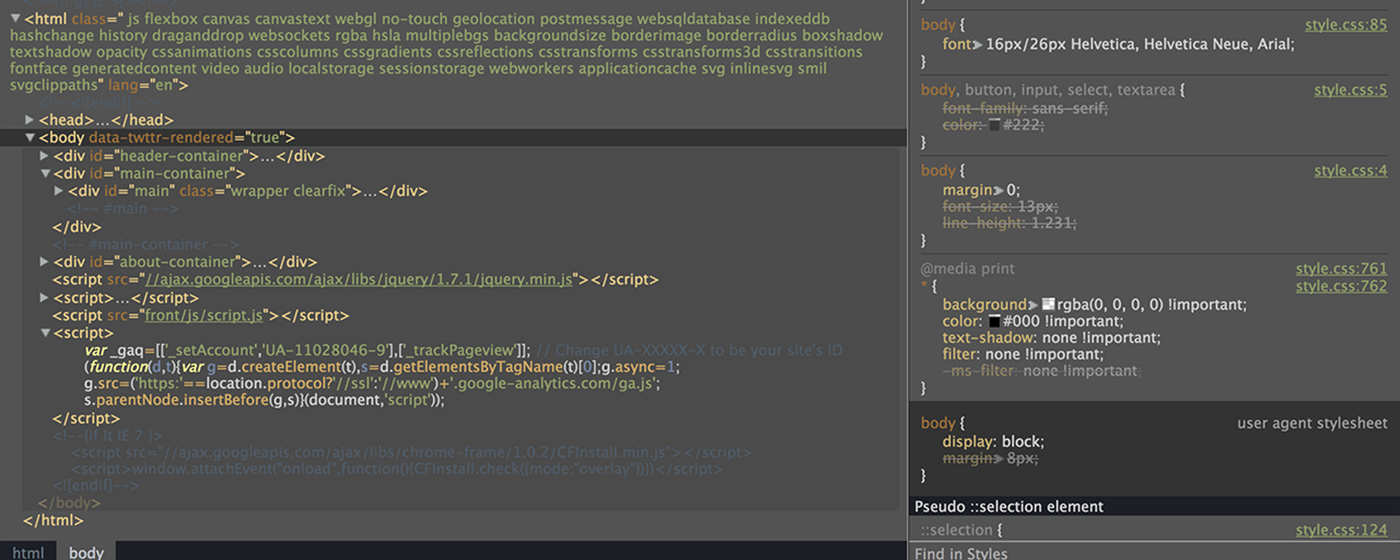 <html class=" js flexbox canvas canvastext webgl no-touch geolocation postmessage websqldatabase indexeddb
hashchange history draganddrop websockets rgba hsla multiplebgs backgroundsize borderimage borderradius boxshadow
textshadow opacity cssanimations csscolumns cssgradients cssreflections csstransforms csstransforms3d csstransitions
fontface generatedcontent video audio localstorage sessionstorage webworkers applicationcache svg inlinesvg smil
svgclippaths" lang="en">
<!--<![endif]-->
<head>…</head>
<body data-twttr-rendered="true">
<div id="header-container">…</div>
<div id="main-container">
<div id="main" class="wrapper clearfix">…</div>
<!-- #main -->
</div>
<!-- #main-container -->
<div id="about-container">…</div>
<script src="//ajax.googleapis.com/ajax/libs/jquery/1.7.1/jquery.min.js"></script>
<script>…</script>
<script src="front/js/script.js"></script>
<script>
var _gaq=[['_setAccount','UA-11028046-9'],['_trackPageview']]; // Change UA-XXXXX-X to be your site's ID
(function(d,t){var g=d.createElement(t),s=d.getElementsByTagName(t)[0];g.async=1;
g.src=('https:'==location.protocol?'//ssl':'//www')+'.google-analytics.com/ga.js';
s.parentNode.insertBefore(g,s)}(document,'script'));
</script>
<!--[if lt IE 7 ]>
<script src="//ajax.googleapis.com/ajax/libs/chrome-frame/1.0.2/CFInstall.min.js"></script>
<script>window.attachEvent("onload",function(){CFInstall.check({mode:"overlay"})})</script>
<![endif]-->
</body>
</html>
html body
body { style.css:85
font: 16px/26px Helvetica, Helvetica Neue, Arial;
}
body, button, input, select, textarea { style.css:5
font-family: sans-serif;
color: #222;
}
body { style.css:4
margin: 0;
font-size: 13px;
line-height: 1.231;
}
@media print style.css:761
* { style.css:762
background: rgba(0, 0, 0, 0) !important;
color: #000 !important;
text-shadow: none !important;
filter: none !important;
-ms-filter: none !important;
}
body { user agent stylesheet
display: block;
margin: 8px;
}
Pseudo ::selection element
::selection { style.css:124
Find in Styles